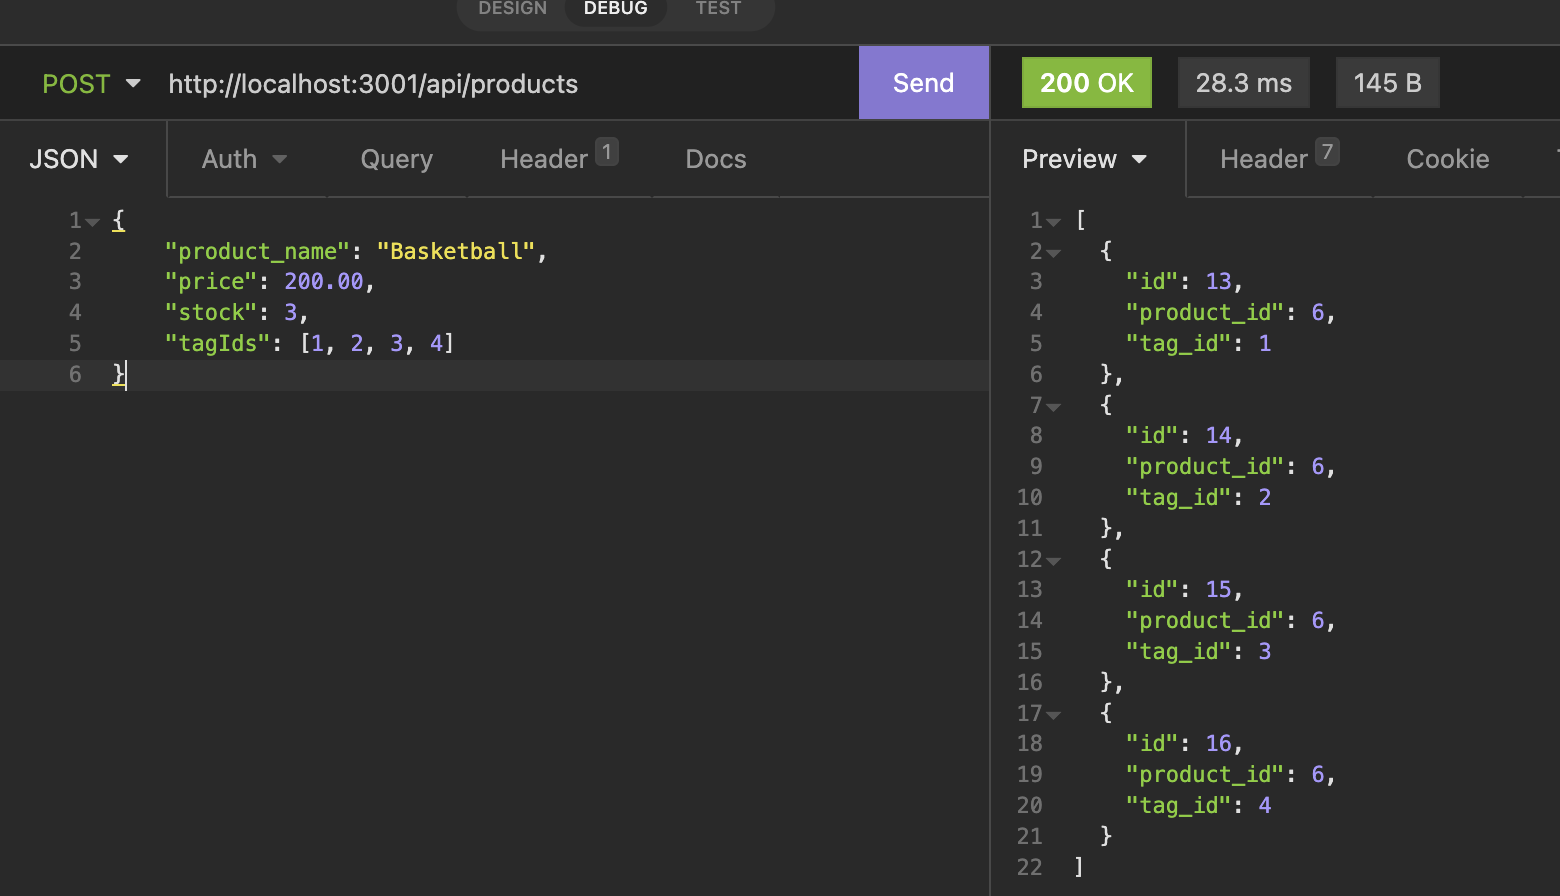 DESIGN DEBUG TEST
POST http://localhost:3001/api/products Send 200 OK 28.3 ms 145 B
JSON Auth Query Header 1 Docs Preview Header 7 Cookie
1 {
2 "product_name": "Basketball",
3 "price": 200.00,
4 "stock": 3,
5 "tagIds": [1, 2, 3, 4]
6 }
1 [
2 {
3 "id": 13,
4 "product_id": 6,
5 "tag_id": 1
6 },
7 {
8 "id": 14,
9 "product_id": 6,
10 "tag_id": 2
11 },
12 {
13 "id": 15,
14 "product_id": 6,
15 "tag_id": 3
16 },
17 {
18 "id": 16,
19 "product_id": 6,
20 "tag_id": 4
21 }
22 ]